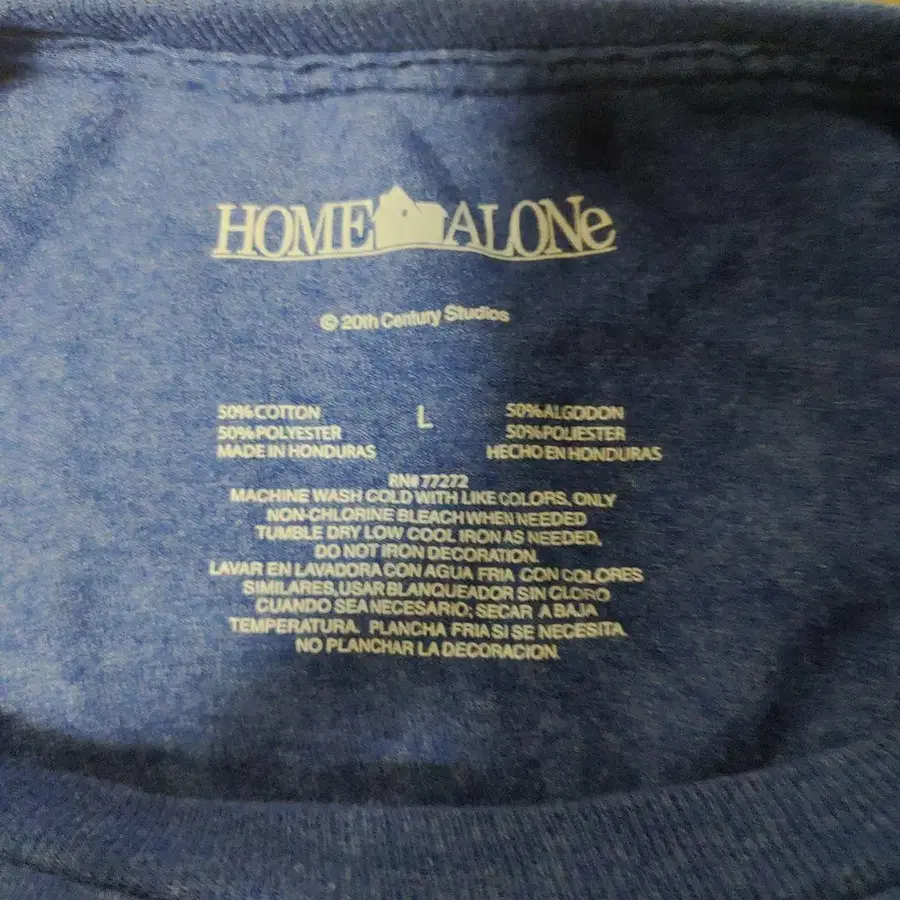 HOME ALONe
© 20th Century Studios
50% COTTON
50% POLYESTER
MADE IN HONDURAS
L
50% ALGODON
50% POLIESTER
HECHO EN HONDURAS
RN# 77272
MACHINE WASH COLD WITH LIKE COLORS. ONLY
NON-CHLORINE BLEACH WHEN NEEDED
TUMBLE DRY LOW COOL IRON AS NEEDED,
DO NOT IRON DECORATION.
LAVAR EN LAVADORA CON AGUA FRIA CON COLORES
SIMILARES, USAR BLANQUEADOR SIN CLORO
CUANDO SEA NECESARIO; SECAR A BAJA
TEMPERATURA. PLANCHA FRIA SI SE NECESITA.
NO PLANCHAR LA DECORACION.